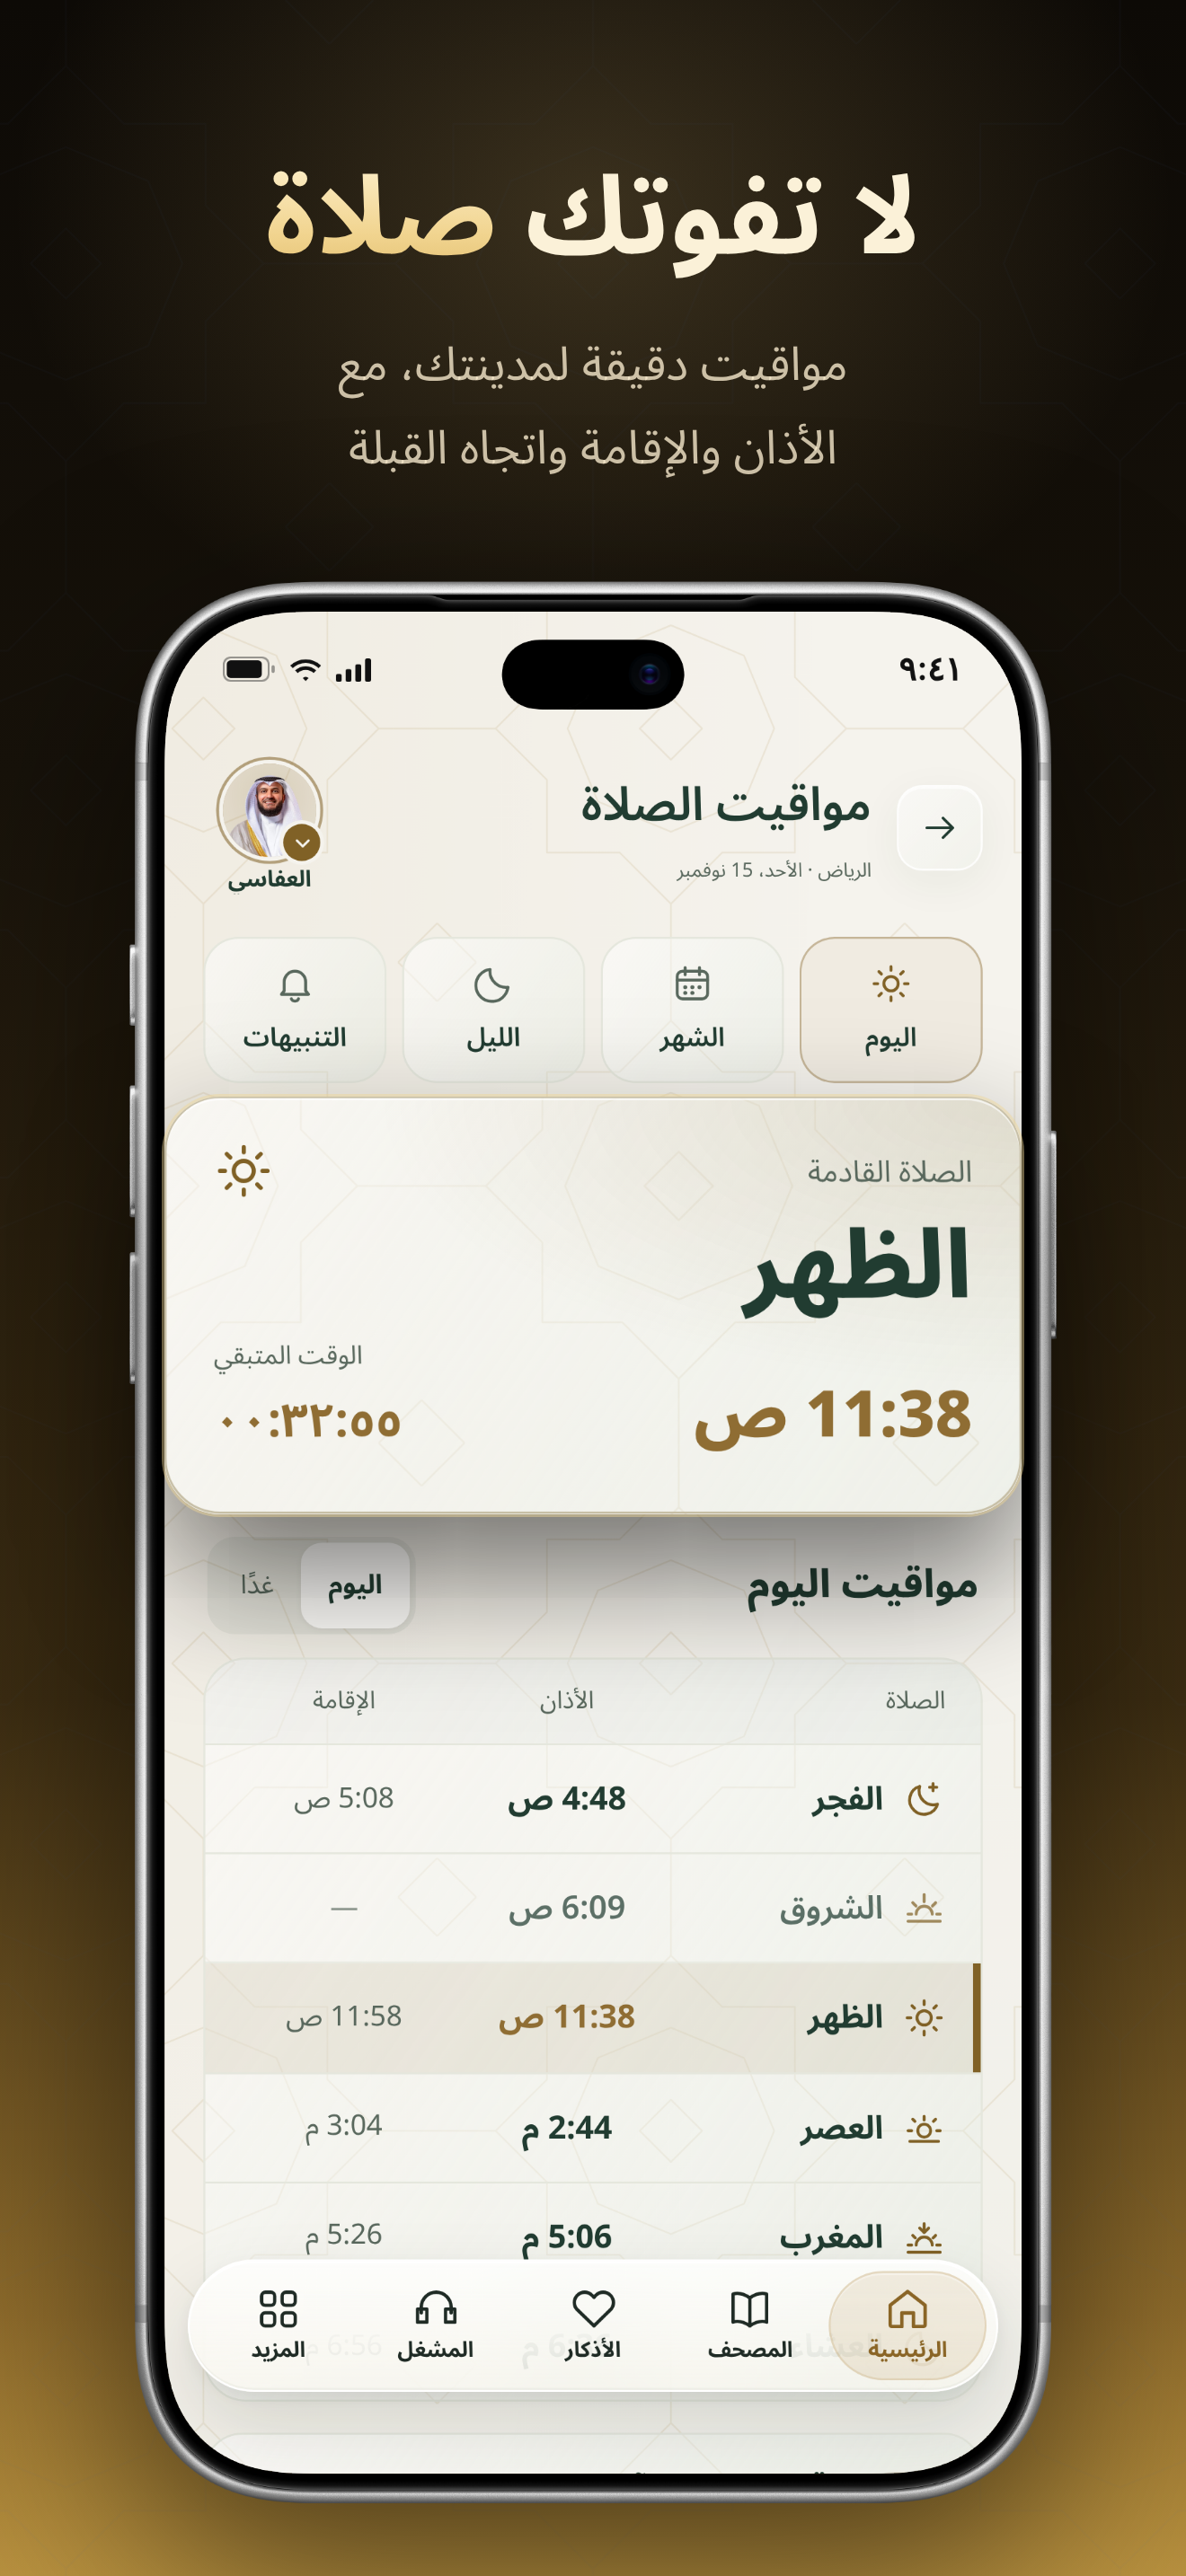 لا تفوتك صلاة
مواقيت دقيقة لمدينتك، مع
الأذان والإقامة واتجاه القبلة
٩:٤١
مواقيت الصلاة
الرياض · الأحد، 15 نوفمبر
العفاسي
اليوم
الشهر
الليل
التنبيهات
الصلاة القادمة
الظهر
11:38 ص
الوقت المتبقي
٠٠:٣٢:٥٥
مواقيت اليوم
اليوم
غدًا
الصلاة الأذان الإقامة
الفجر 4:48 ص 5:08 ص
الشروق 6:09 ص —
الظهر 11:38 ص 11:58 ص
العصر 2:44 م 3:04 م
المغرب 5:06 م 5:26 م
الرئيسية
المصحف
الأذكار
المشغل
المزيد